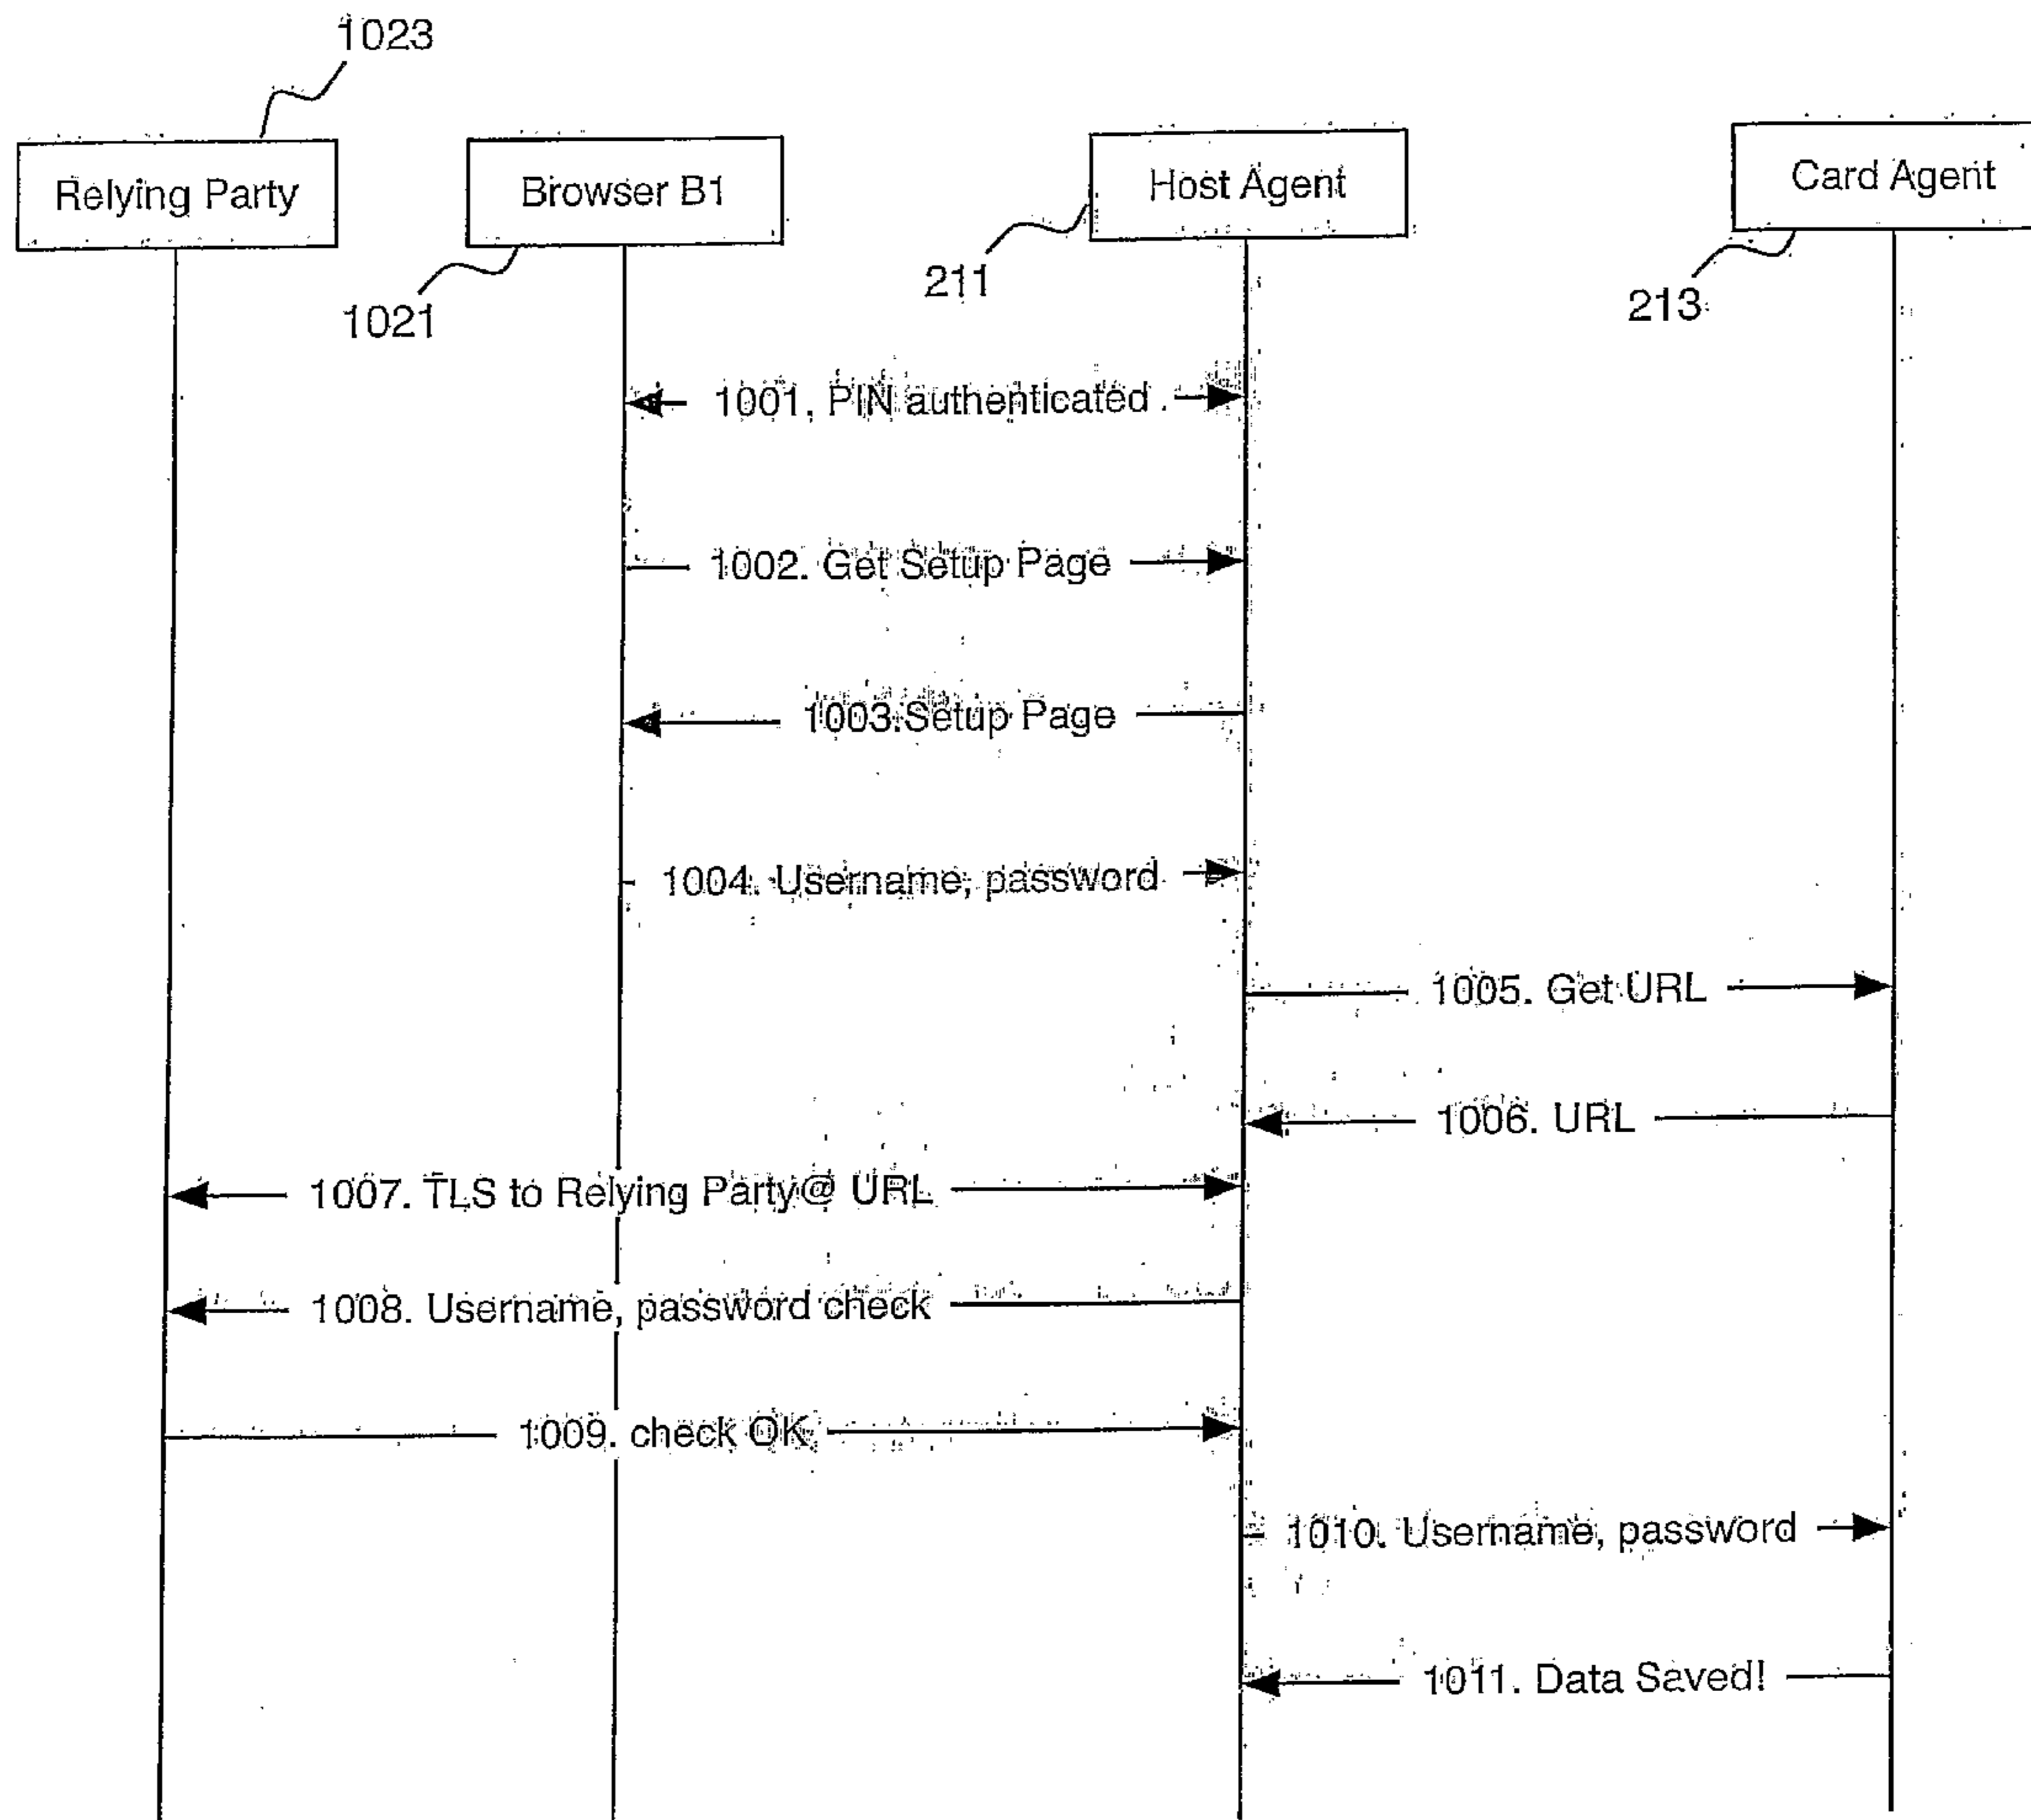 1023
Relying Party
Browser B1
Host Agent
Card Agent
1021
211
213
1001. PIN authenticated
1002. Get Setup Page
1003.Setup Page
1004. Username, password
1005. Get URL
1006. URL
1007. TLS to Relying Party@ URL
1008. Username, password check
1009. check OK
1010. Username, password
1011. Data Saved!